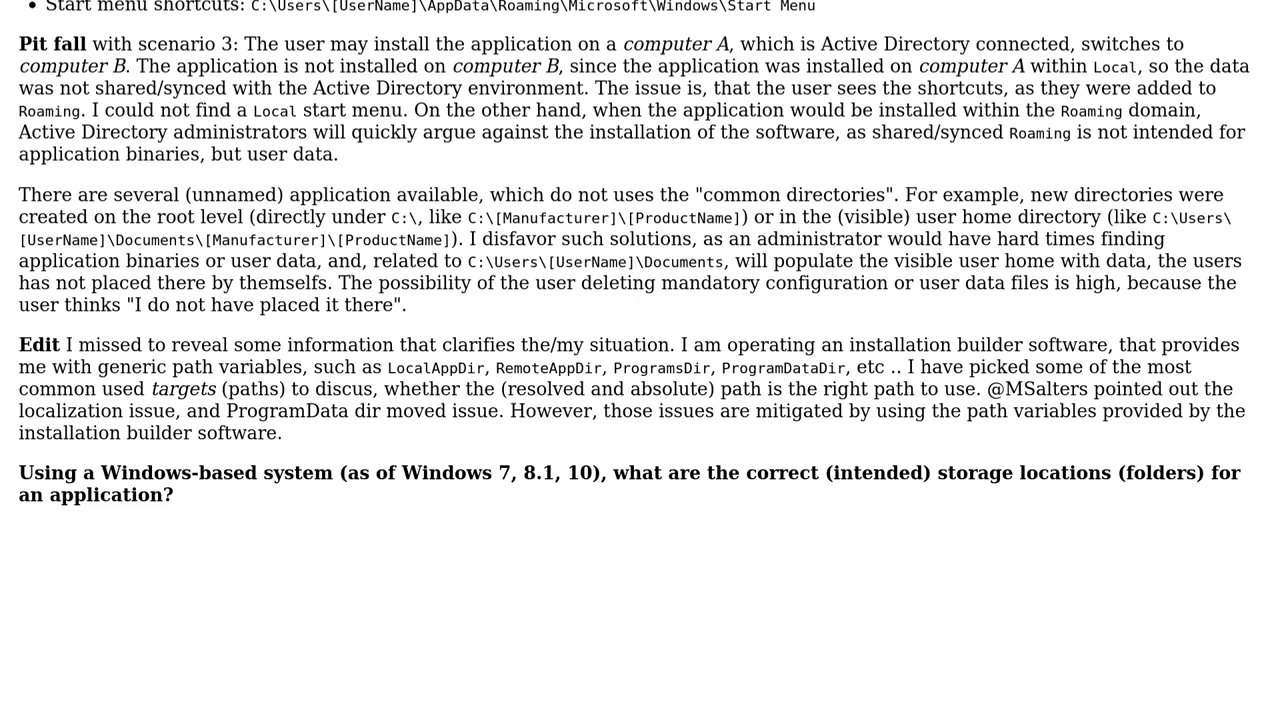 • Start menu shortcuts: C:\Users\[UserName]\AppData\Roaming\Microsoft\Windows\Start Menu
Pit fall with scenario 3: The user may install the application on a computer A, which is Active Directory connected, switches to
computer B. The application is not installed on computer B, since the application was installed on computer A within Local, so the data
was not shared/synced with the Active Directory environment. The issue is, that the user sees the shortcuts, as they were added to
Roaming. I could not find a Local start menu. On the other hand, when the application would be installed within the Roaming domain,
Active Directory administrators will quickly argue against the installation of the software, as shared/synced Roaming is not intended for
application binaries, but user data.
There are several (unnamed) application available, which do not uses the "common directories". For example, new directories were
created on the root level (directly under C:\, like C:\[Manufacturer]\[ProductName]) or in the (visible) user home directory (like C:\Users\
[UserName]\Documents\[Manufacturer]\[ProductName]). I disfavor such solutions, as an administrator would have hard times finding
application binaries or user data, and, related to C:\Users\[UserName]\Documents, will populate the visible user home with data, the users
has not placed there by themselfs. The possibility of the user deleting mandatory configuration or user data files is high, because the
user thinks "I do not have placed it there".
Edit I missed to reveal some information that clarifies the/my situation. I am operating an installation builder software, that provides
me with generic path variables, such as LocalAppDir, RemoteAppDir, ProgramsDir, ProgramDataDir, etc .. I have picked some of the most
common used targets (paths) to discus, whether the (resolved and absolute) path is the right path to use. @MSalters pointed out the
localization issue, and ProgramData dir moved issue. However, those issues are mitigated by using the path variables provided by the
installation builder software.
Using a Windows-based system (as of Windows 7, 8.1, 10), what are the correct (intended) storage locations (folders) for
an application?